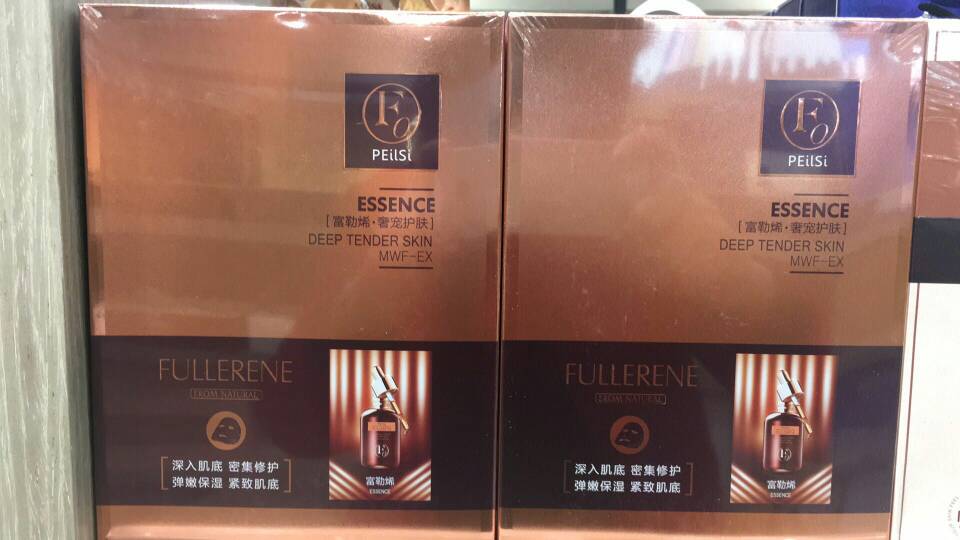 Fo
PEilSi
ESSENCE
[富勒烯·奢宠护肤]
DEEP TENDER SKIN
MWF-EX
FULLERENE
FROM NATURAL
深入肌底 密集修护
弹嫩保湿 紧致肌底
Fo
富勒烯
ESSENCE
Fo
PEilSi
ESSENCE
[富勒烯·奢宠护肤]
DEEP TENDER SKIN
MWF-EX
FULLERENE
FROM NATURAL
深入肌底 密集修护
弹嫩保湿 紧致肌底
Fo
富勒烯
ESSENCE